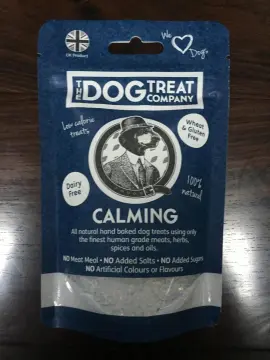 UK Product
We
Dogs
THE
DOG TREAT
COMPANY
Low calorie
treats
Wheat
& Gluten
Free
Dairy
Free
100%
natural
CALMING
All natural hand baked dog treats using only
the finest human grade meats, herbs,
spices and oils.
NO Meat Meal • NO Added Salts • NO Added Sugars
NO Artificial Colours or Flavours